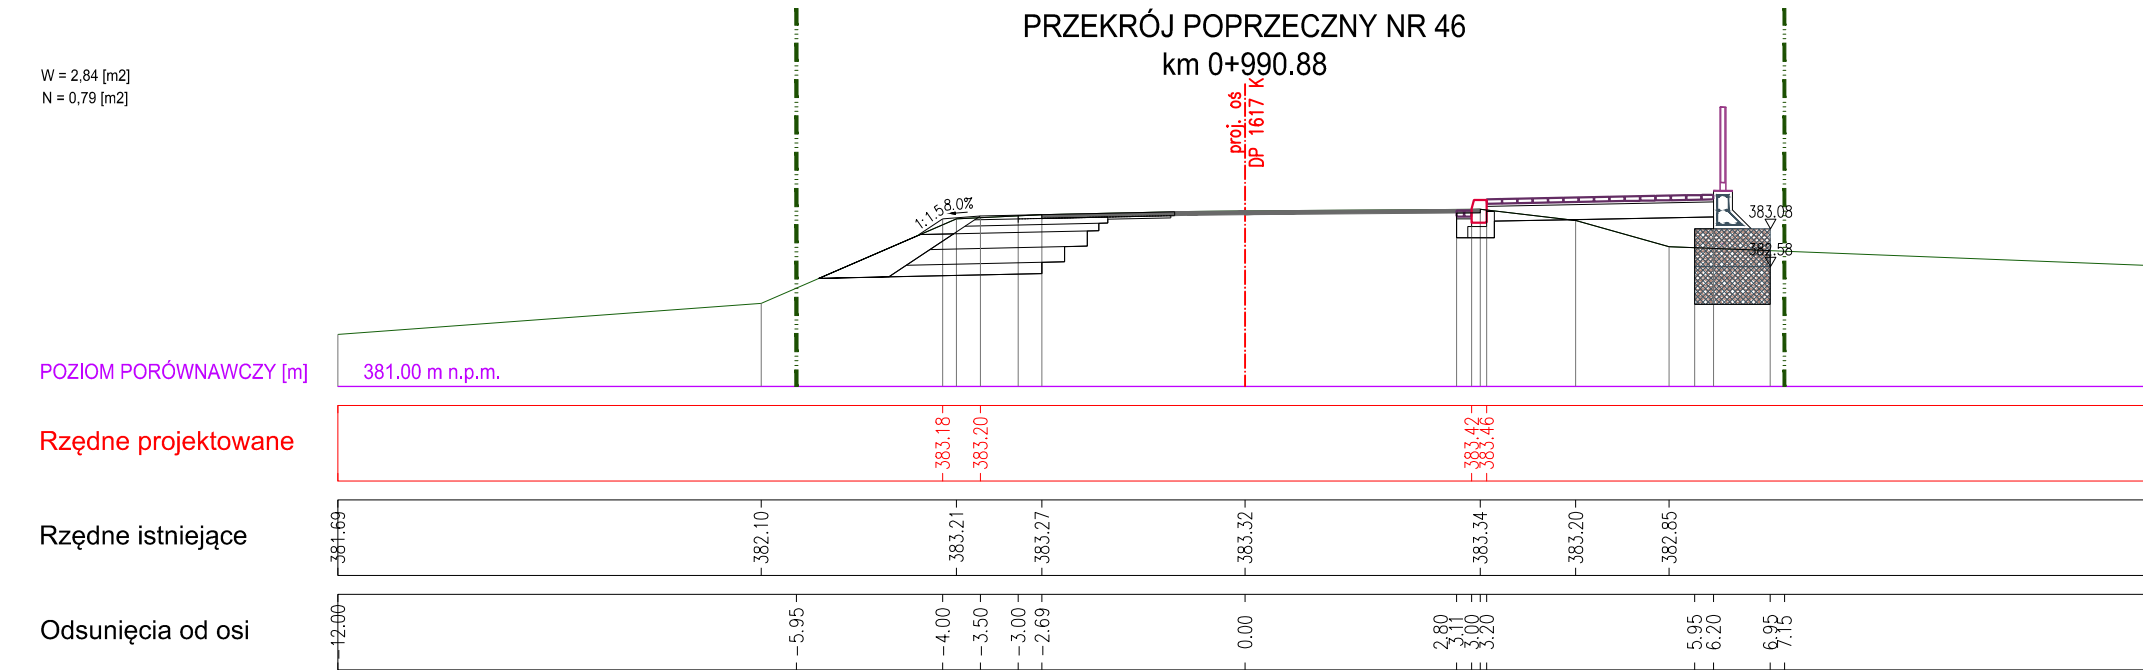 PRZEKRÓJ POPRZECZNY NR 46
km 0+990.88
W = 2,84 [m2]
N = 0,79 [m2]
proj. oś
DP 1617 K
1:1.5
8.0%
383.08
382.58
POZIOM PORÓWNAWCZY [m] 381.00 m n.p.m.
Rzędne projektowane 383.18 383.20 383.42 383.46
Rzędne istniejące 381.69 382.10 383.21 383.27 383.32 383.34 383.20 382.85
Odsunięcia od osi -12.00 -5.95 -4.00 -3.50 -3.00 -2.69 0.00 2.80 3.11 3.00 3.20 5.95 6.20 6.95 7.15